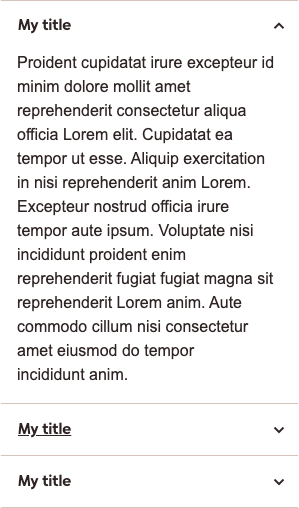 My title
Proident cupidatat irure excepteur id
minim dolore mollit amet
reprehenderit consectetur aliqua
officia Lorem elit. Cupidatat ea
tempor ut esse. Aliquip exercitation
in nisi reprehenderit anim Lorem.
Excepteur nostrud officia irure
tempor aute ipsum. Voluptate nisi
incididunt proident enim
reprehenderit fugiat fugiat magna sit
reprehenderit Lorem anim. Aute
commodo cillum nisi consectetur
amet eiusmod do tempor
incididunt anim.
My title
My title